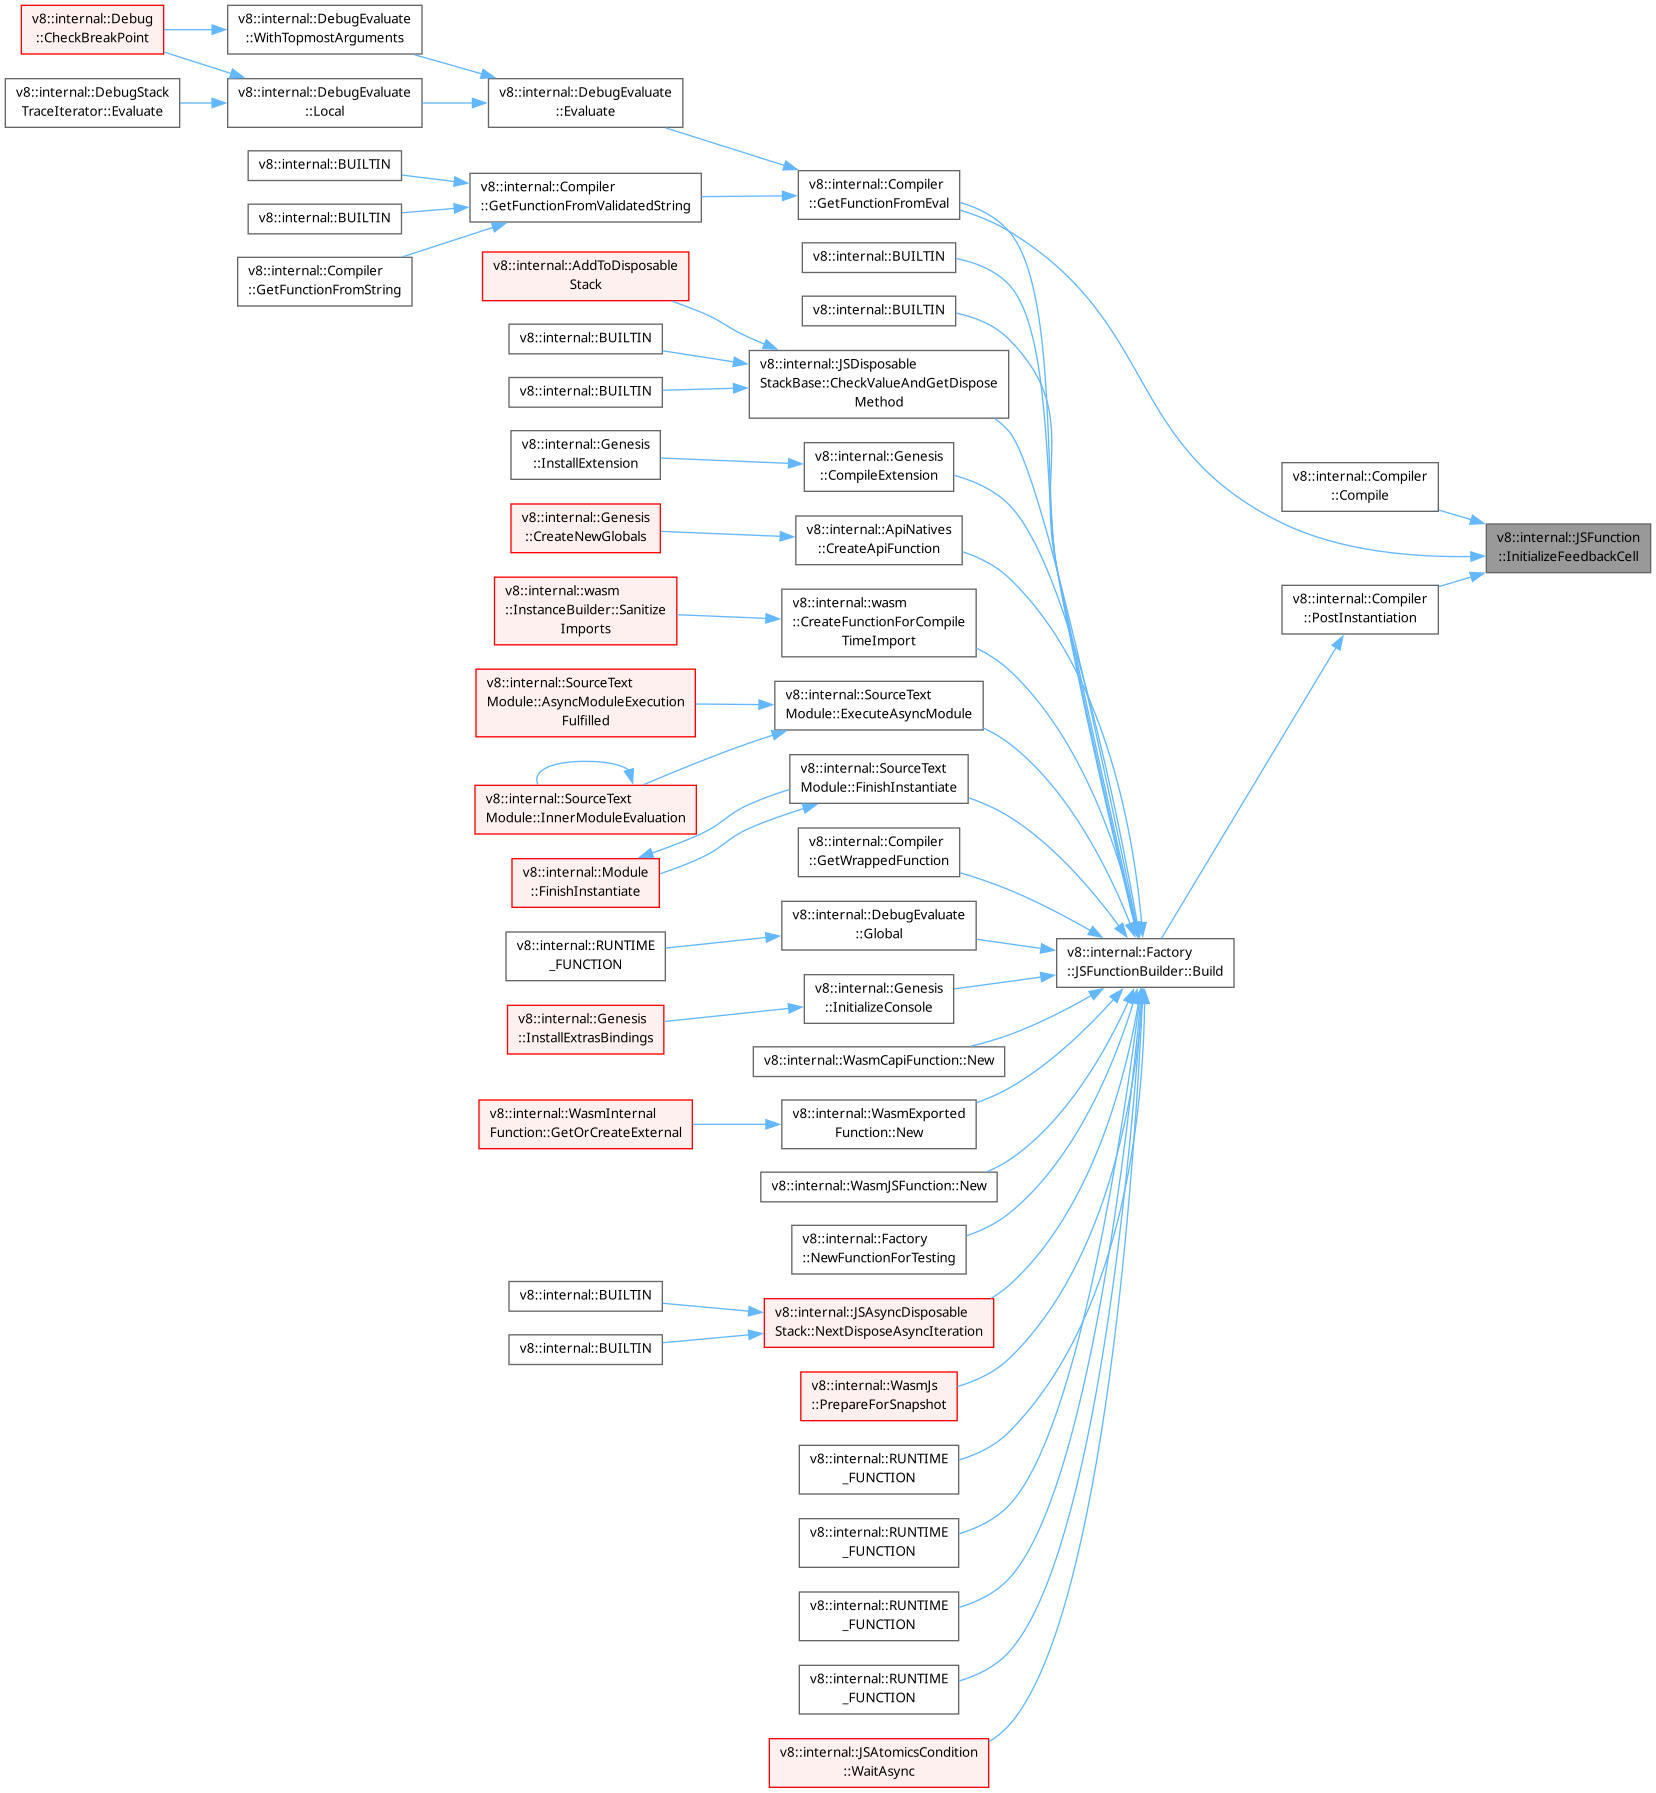 v8::internal::Debug
::CheckBreakPoint
v8::internal::DebugEvaluate
::WithTopmostArguments
v8::internal::DebugStack
TraceIterator::Evaluate
v8::internal::DebugEvaluate
::Local
v8::internal::DebugEvaluate
::Evaluate
v8::internal::BUILTIN
v8::internal::BUILTIN
v8::internal::Compiler
::GetFunctionFromString
v8::internal::Compiler
::GetFunctionFromValidatedString
v8::internal::Compiler
::GetFunctionFromEval
v8::internal::BUILTIN
v8::internal::BUILTIN
v8::internal::AddToDisposable
Stack
v8::internal::BUILTIN
v8::internal::BUILTIN
v8::internal::JSDisposable
StackBase::CheckValueAndGetDispose
Method
v8::internal::Genesis
::InstallExtension
v8::internal::Genesis
::CompileExtension
v8::internal::Compiler
::Compile
v8::internal::JSFunction
::InitializeFeedbackCell
v8::internal::Genesis
::CreateNewGlobals
v8::internal::ApiNatives
::CreateApiFunction
v8::internal::wasm
::InstanceBuilder::Sanitize
Imports
v8::internal::wasm
::CreateFunctionForCompile
TimeImport
v8::internal::Compiler
::PostInstantiation
v8::internal::SourceText
Module::AsyncModuleExecution
Fulfilled
v8::internal::SourceText
Module::ExecuteAsyncModule
v8::internal::SourceText
Module::InnerModuleEvaluation
v8::internal::SourceText
Module::FinishInstantiate
v8::internal::Module
::FinishInstantiate
v8::internal::Compiler
::GetWrappedFunction
v8::internal::RUNTIME
_FUNCTION
v8::internal::DebugEvaluate
::Global
v8::internal::Factory
::JSFunctionBuilder::Build
v8::internal::Genesis
::InstallExtrasBindings
v8::internal::Genesis
::InitializeConsole
v8::internal::WasmCapiFunction::New
v8::internal::WasmInternal
Function::GetOrCreateExternal
v8::internal::WasmExported
Function::New
v8::internal::WasmJSFunction::New
v8::internal::Factory
::NewFunctionForTesting
v8::internal::BUILTIN
v8::internal::BUILTIN
v8::internal::JSAsyncDisposable
Stack::NextDisposeAsyncIteration
v8::internal::WasmJs
::PrepareForSnapshot
v8::internal::RUNTIME
_FUNCTION
v8::internal::RUNTIME
_FUNCTION
v8::internal::RUNTIME
_FUNCTION
v8::internal::RUNTIME
_FUNCTION
v8::internal::JSAtomicsCondition
::WaitAsync